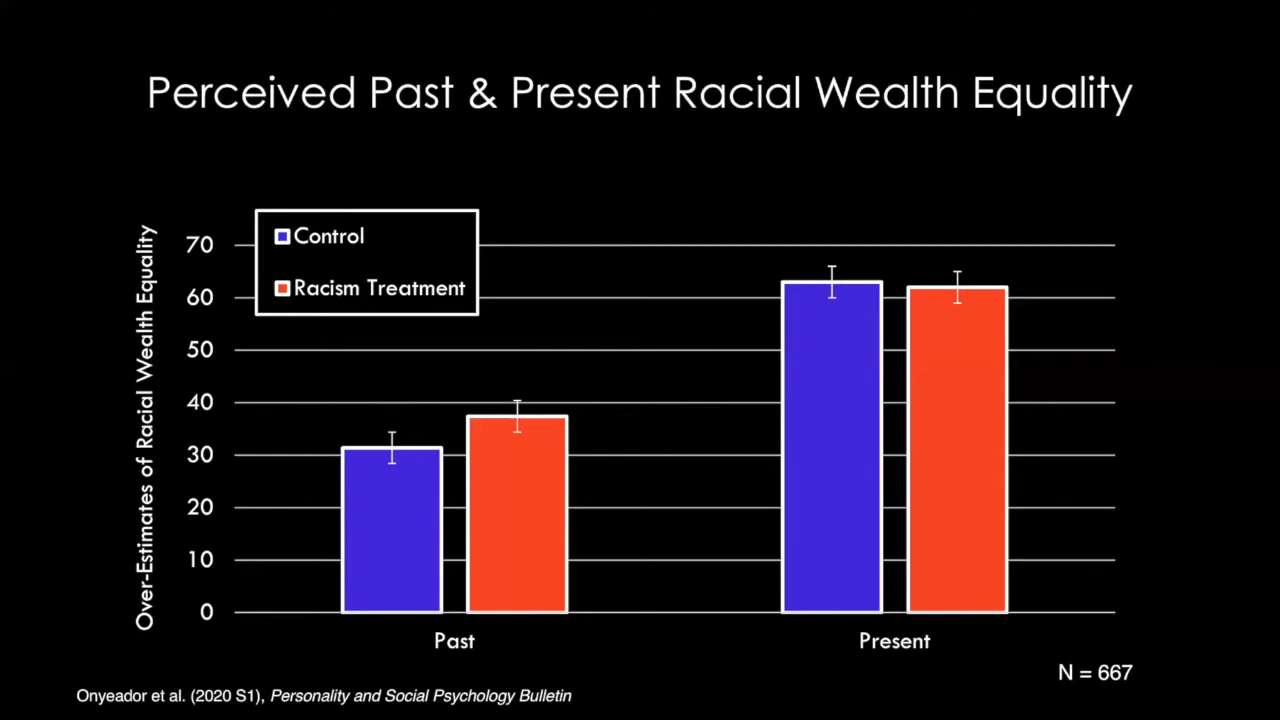 Perceived Past & Present Racial Wealth Equality
Over-Estimates of Racial Wealth Equality
Control
Racism Treatment
70
60
50
40
30
20
10
0
Past
Present
N = 667
Onyeador et al. (2020 S1), Personality and Social Psychology Bulletin